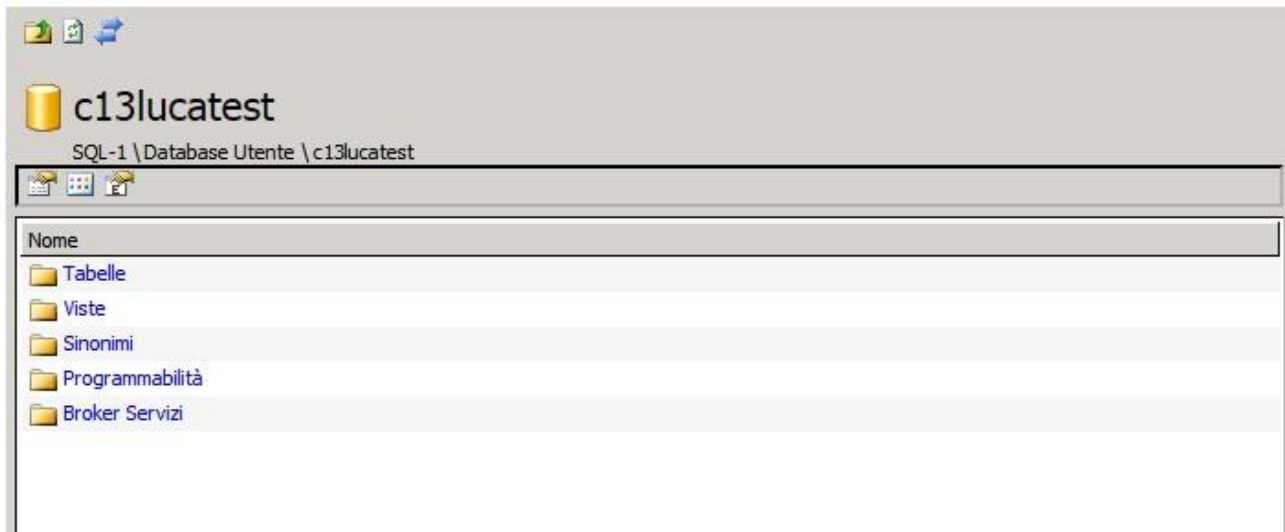 c13lucatest
SQL-1 \ Database Utente \ c13lucatest
Nome
Tabelle
Viste
Sinonimi
Programmabilità
Broker Servizi